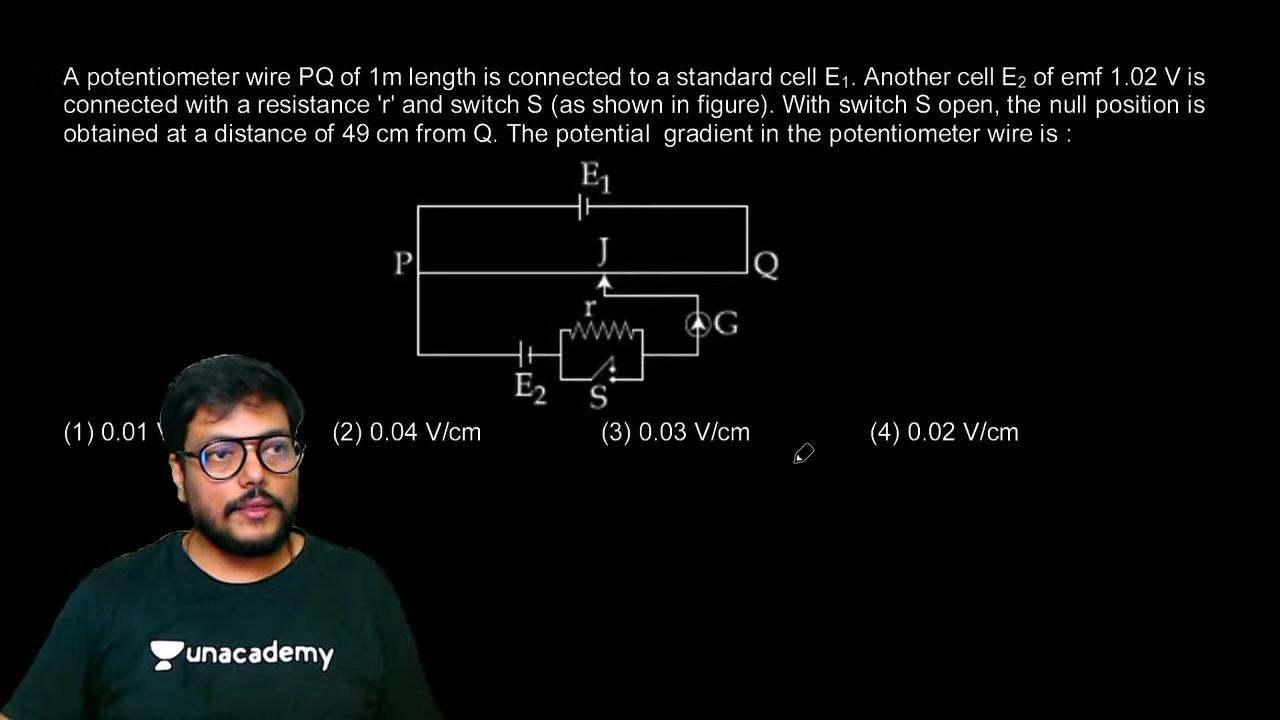 A potentiometer wire PQ of 1m length is connected to a standard cell E₁. Another cell E₂ of emf 1.02 V is
connected with a resistance 'r' and switch S (as shown in figure). With switch S open, the null position is
obtained at a distance of 49 cm from Q. The potential gradient in the potentiometer wire is :
E₁
J
P
Q
r
G
E₂
S
(1) 0.01
(2) 0.04 V/cm
(3) 0.03 V/cm
(4) 0.02 V/cm
unacademy